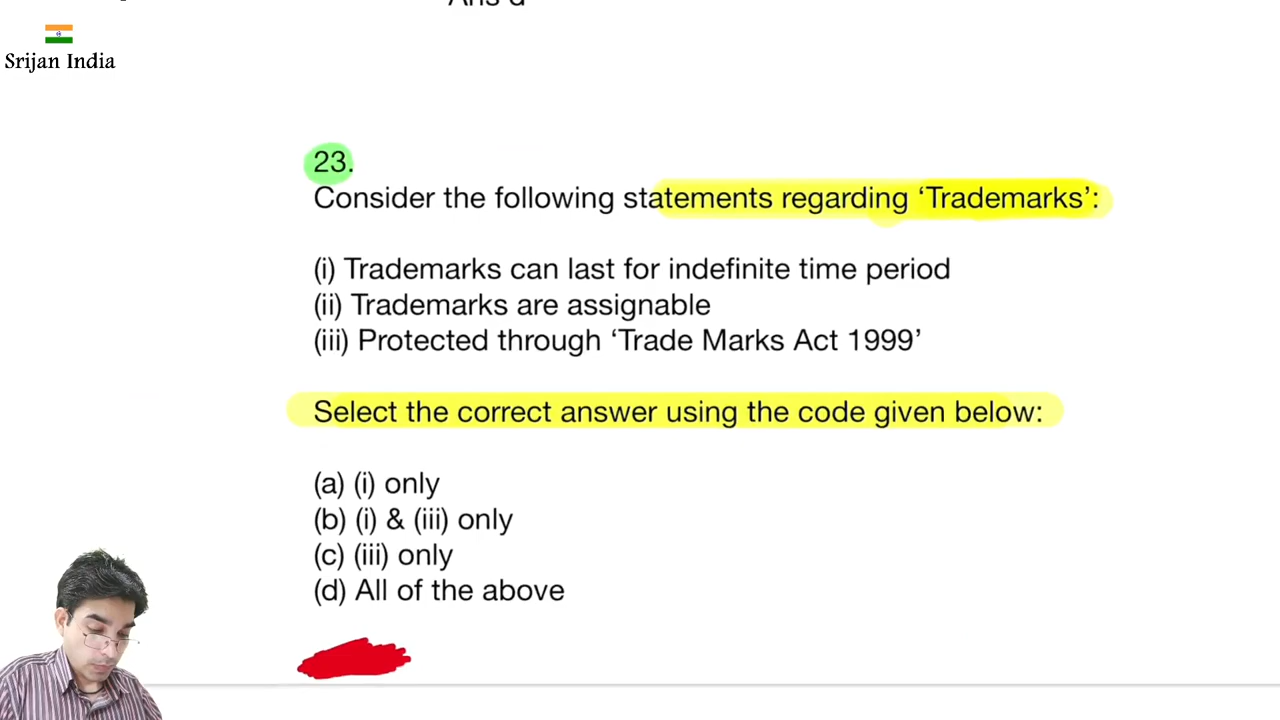 Ans d
Srijan India
23.
Consider the following statements regarding ‘Trademarks’:
(i) Trademarks can last for indefinite time period
(ii) Trademarks are assignable
(iii) Protected through ‘Trade Marks Act 1999’
Select the correct answer using the code given below:
(a) (i) only
(b) (i) & (iii) only
(c) (iii) only
(d) All of the above